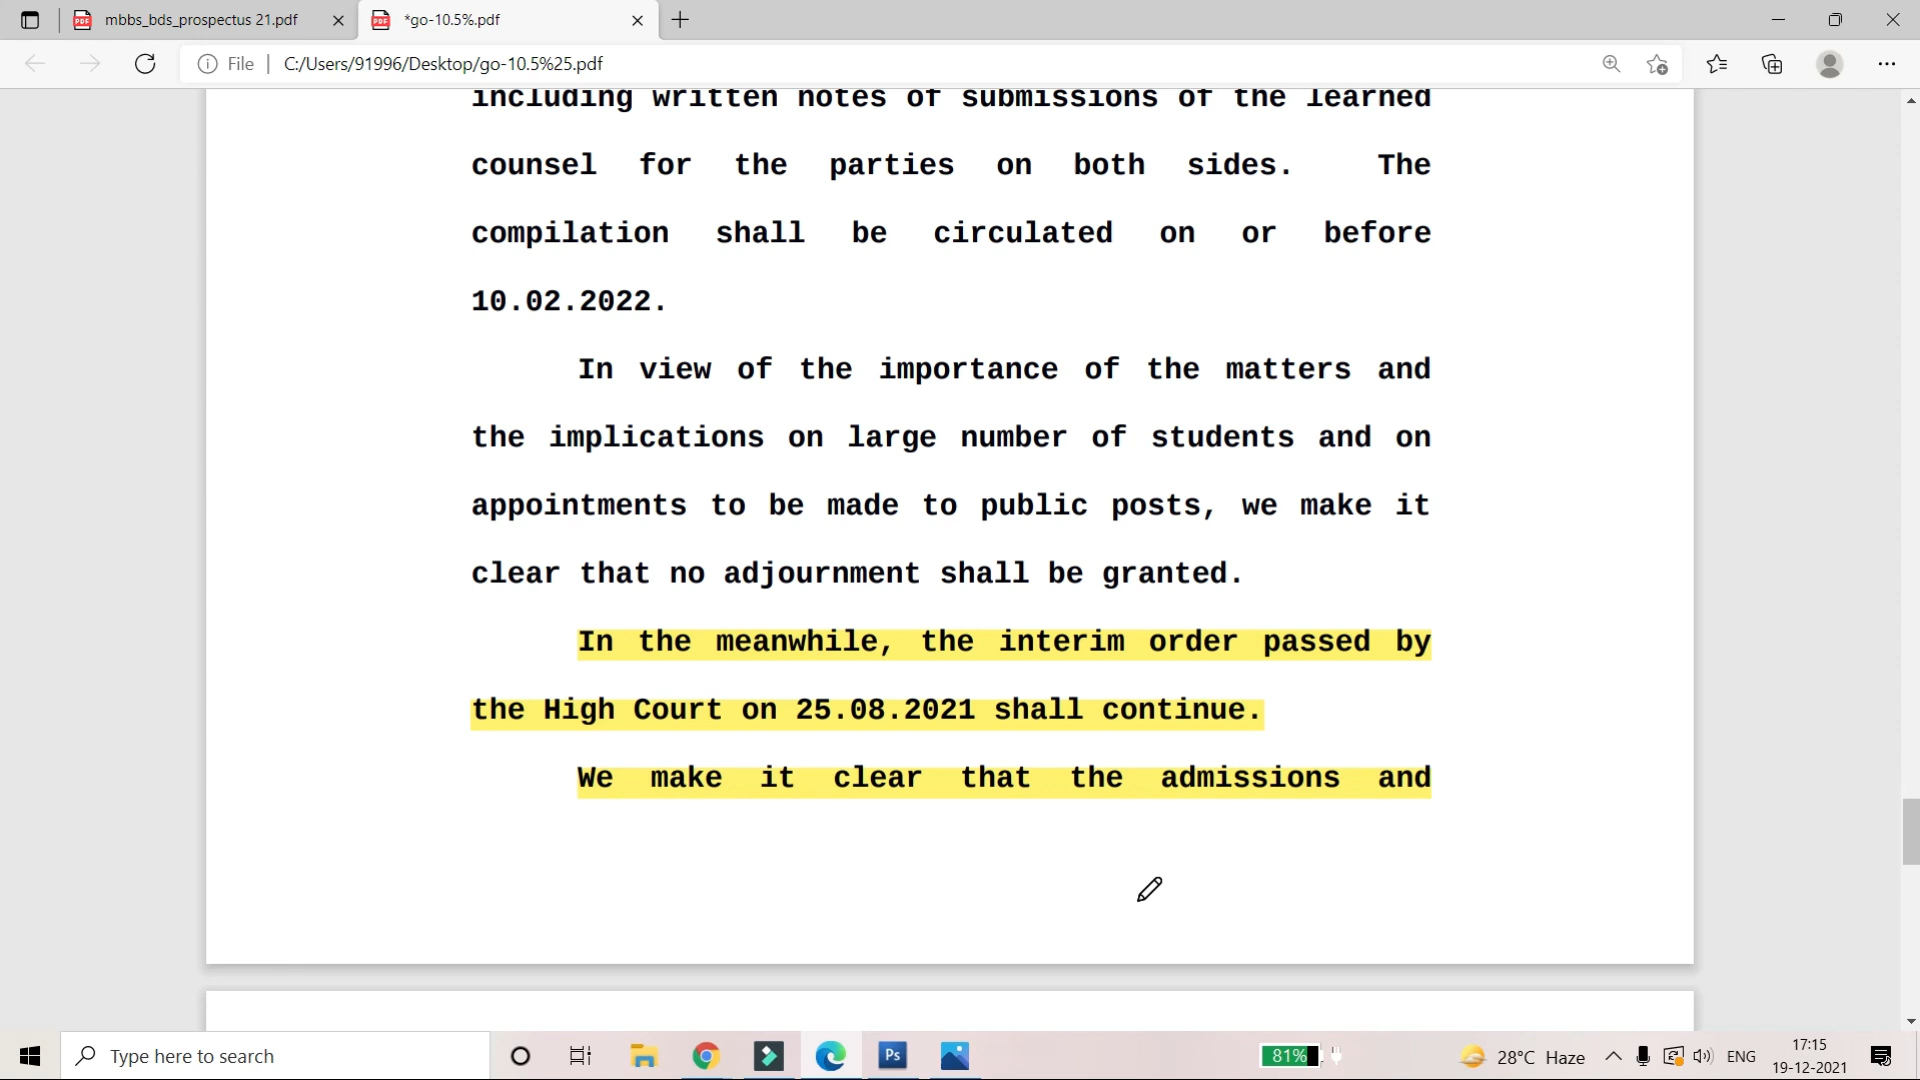 mbbs_bds_prospectus 21.pdf
*go-10.5%.pdf
File | C:/Users/91996/Desktop/go-10.5%25.pdf
including written notes of submissions of the learned
counsel for the parties on both sides. The
compilation shall be circulated on or before
10.02.2022.
In view of the importance of the matters and
the implications on large number of students and on
appointments to be made to public posts, we make it
clear that no adjournment shall be granted.
In the meanwhile, the interim order passed by
the High Court on 25.08.2021 shall continue.
We make it clear that the admissions and
Type here to search
Ps
81%
28°C Haze
ENG
17:15
19-12-2021